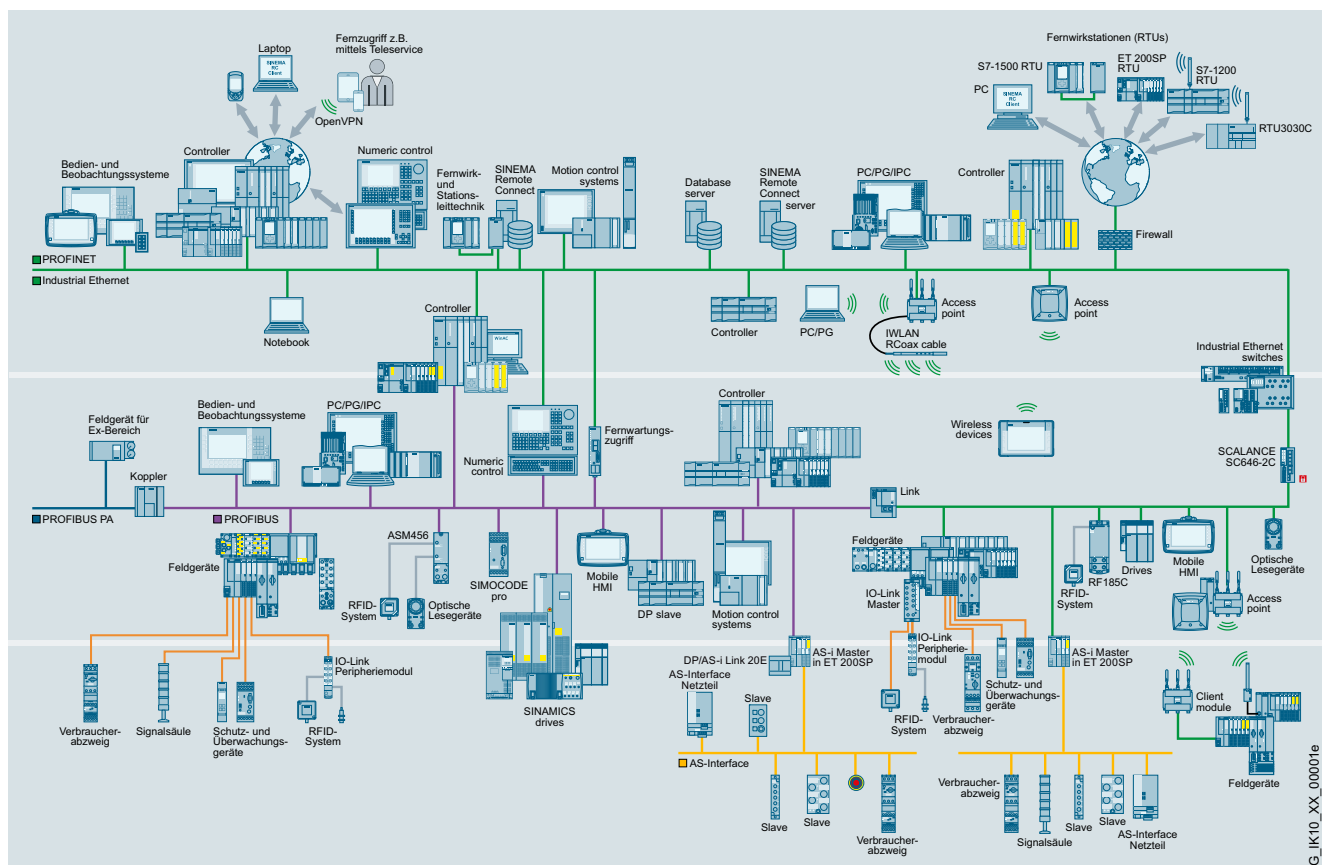 Fernzugriff z.B.
mittels Teleservice
Laptop
SINEMA
RC
Client
OpenVPN
Fernwirkstationen (RTUs)
S7-1500 RTU
ET 200SP
RTU
S7-1200
RTU
PC
SINEMA
RC
Client
RTU3030C
Bedien- und
Beobachtungssysteme
Controller
Numeric control
Fernwirk-
und
Stations-
leittechnik
SINEMA
Remote
Connect
Motion control
systems
Database
server
SINEMA
Remote
Connect
server
PC/PG/IPC
Controller
Firewall
PROFINET
Industrial Ethernet
Notebook
Controller
WinAC
Controller
PC/PG
Access
point
IWLAN
RCoax cable
Access
point
Industrial Ethernet
switches
Feldgerät für
Ex-Bereich
Bedien- und
Beobachtungssysteme
PC/PG/IPC
Numeric
control
Fernwartungs-
zugriff
Controller
Wireless
devices
SCALANCE
SC646-2C
Koppler
Link
PROFIBUS PA
PROFIBUS
Feldgeräte
ASM456
RFID-
System
Optische
Lesegeräte
SIMOCODE
pro
Mobile
HMI
DP slave
Motion control
systems
Feldgeräte
IO-Link
Master
RFID-
System
RF185C
Drives
Mobile
HMI
Optische
Lesegeräte
Access
point
IO-Link
Peripheriemodul
SINAMICS
drives
DP/AS-i Link 20E
AS-i Master
in ET 200SP
IO-Link
Peripherie-
modul
AS-i Master
in ET 200SP
AS-Interface
Netzteil
Slave
Schutz- und
Überwachungs-
geräte
Client
module
Verbraucher-
abzweig
Signalsäule
Schutz- und
Überwachungs-
geräte
RFID-
System
RFID-
System
Verbraucher-
abzweig
AS-Interface
Slave
Slave
Verbraucher-
abzweig
Verbraucher-
abzweig
Signalsäule
Slave
Slave
AS-Interface
Netzteil
Feldgeräte
G_IK10_XX_00001e